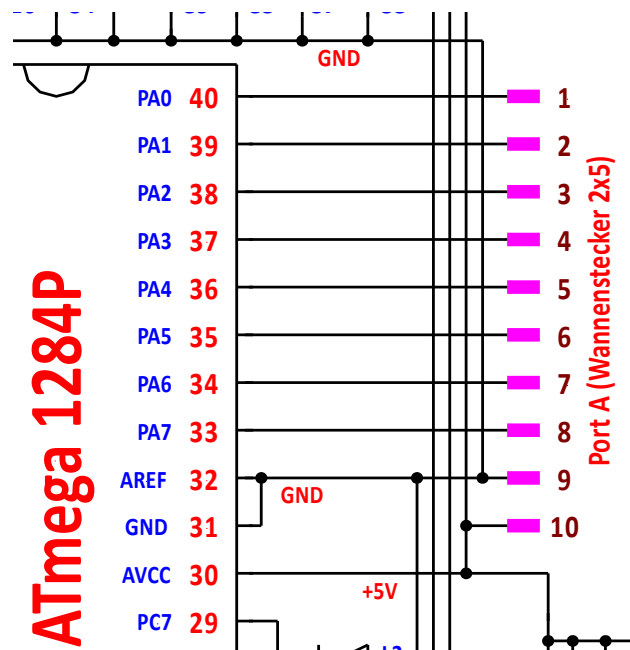 GND
PA0 40 1
PA1 39 2
PA2 38 3
PA3 37 4
PA4 36 5
PA5 35 6
PA6 34 7
PA7 33 8
AREF 32 9
GND
GND 31 10
AVCC 30
+5V
PC7 29
ATmega 1284P
Port A (Wannenstecker 2x5)